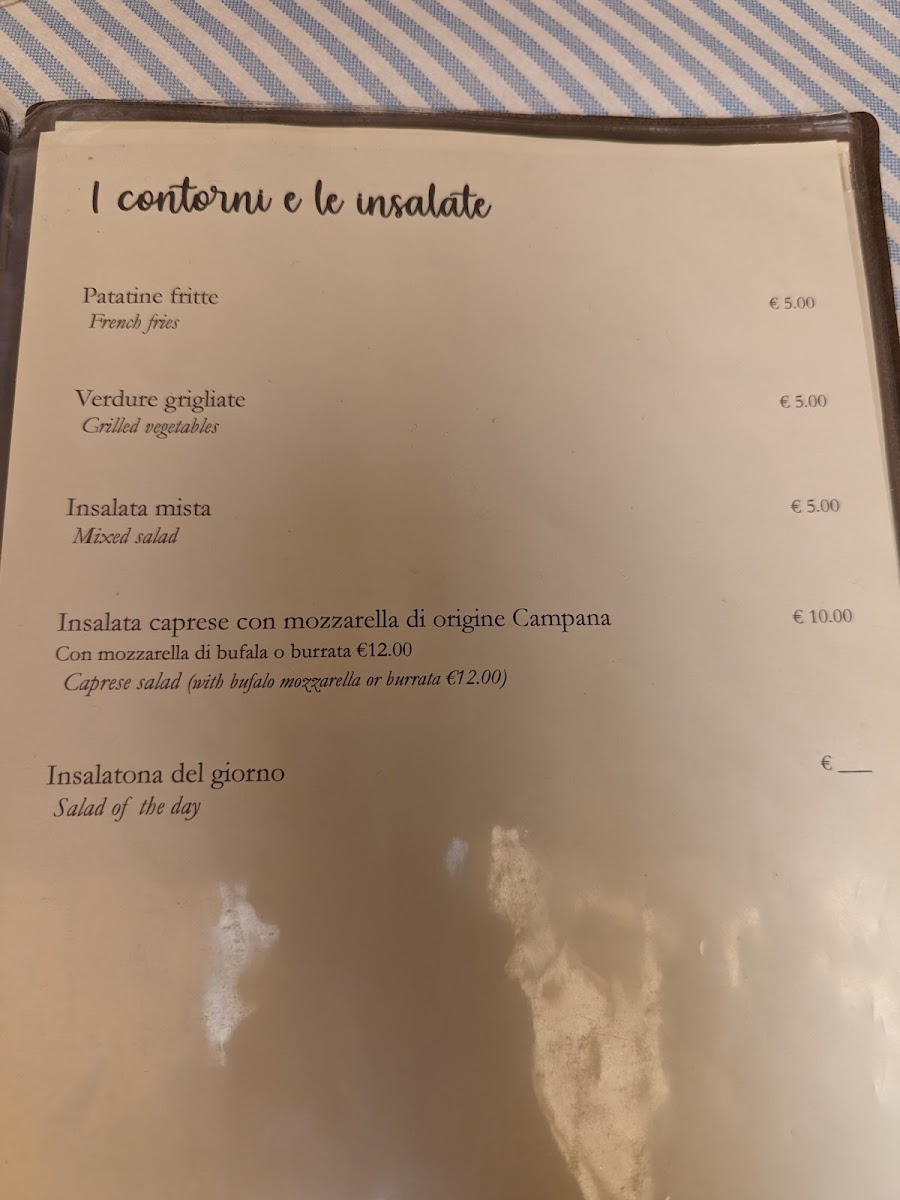 I contorni e le insalate
Patatine fritte € 5.00
French fries
Verdure grigliate € 5.00
Grilled vegetables
Insalata mista € 5.00
Mixed salad
Insalata caprese con mozzarella di origine Campana € 10.00
Con mozzarella di bufala o burrata €12.00
Caprese salad (with bufalo mozzarella or burrata €12.00)
Insalatona del giorno € ___
Salad of the day